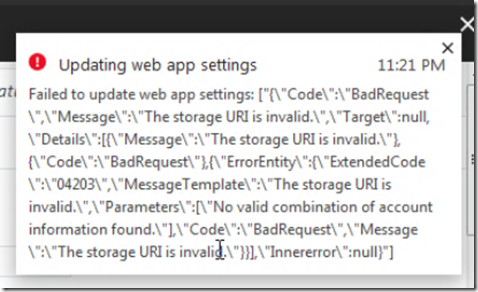 Updating web app settings 11:21 PM
Failed to update web app settings: ["{\"Code\":\"BadRequest
\",\"Message\":\"The storage URI is invalid.\",\"Target\":null,
\"Details\":[{\"Message\":\"The storage URI is invalid.\"},
{\"Code\":\"BadRequest\"},{\"ErrorEntity\":{\"ExtendedCode
\":\"04203\",\"MessageTemplate\":\"The storage URI is
invalid.\",\"Parameters\":[\"No valid combination of account
information found.\"],\"Code\":\"BadRequest\",\"Message
\":\"The storage URI is invalid.\"}}],\"Innererror\":null}"]